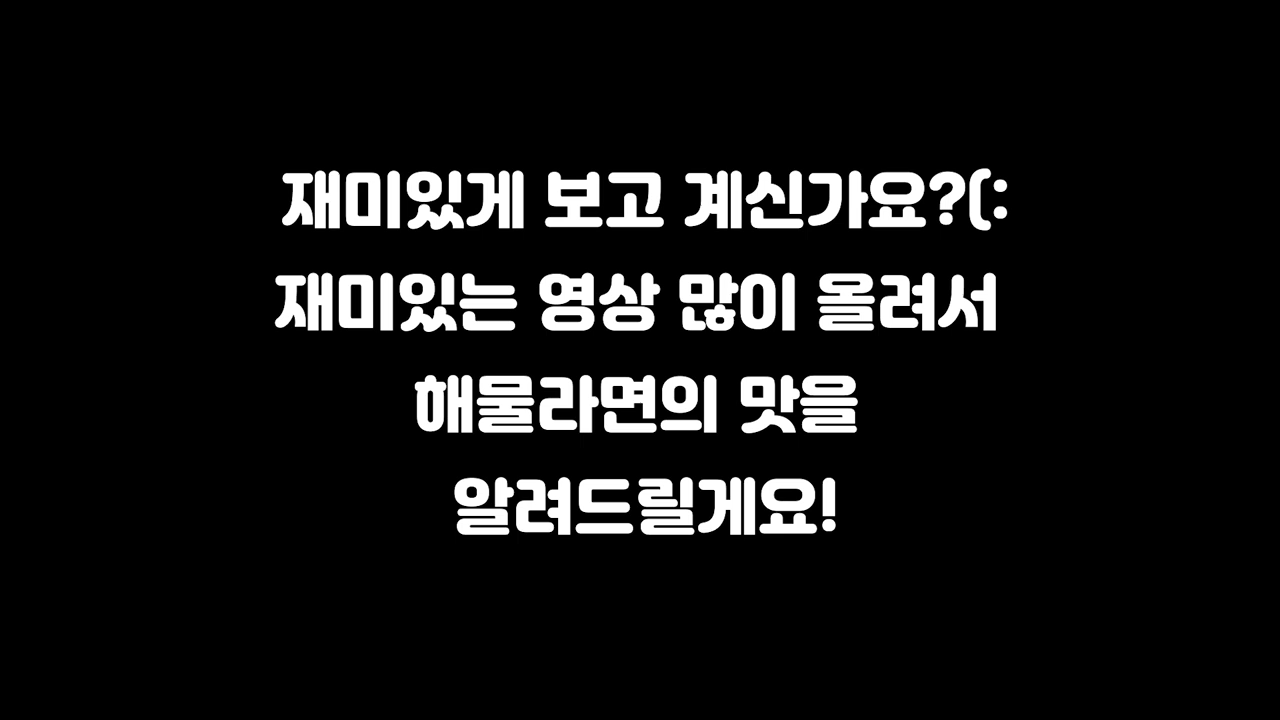 재미있게 보고 계신가요?(:
재미있는 영상 많이 올려서
해물라면의 맛을
알려드릴게요!